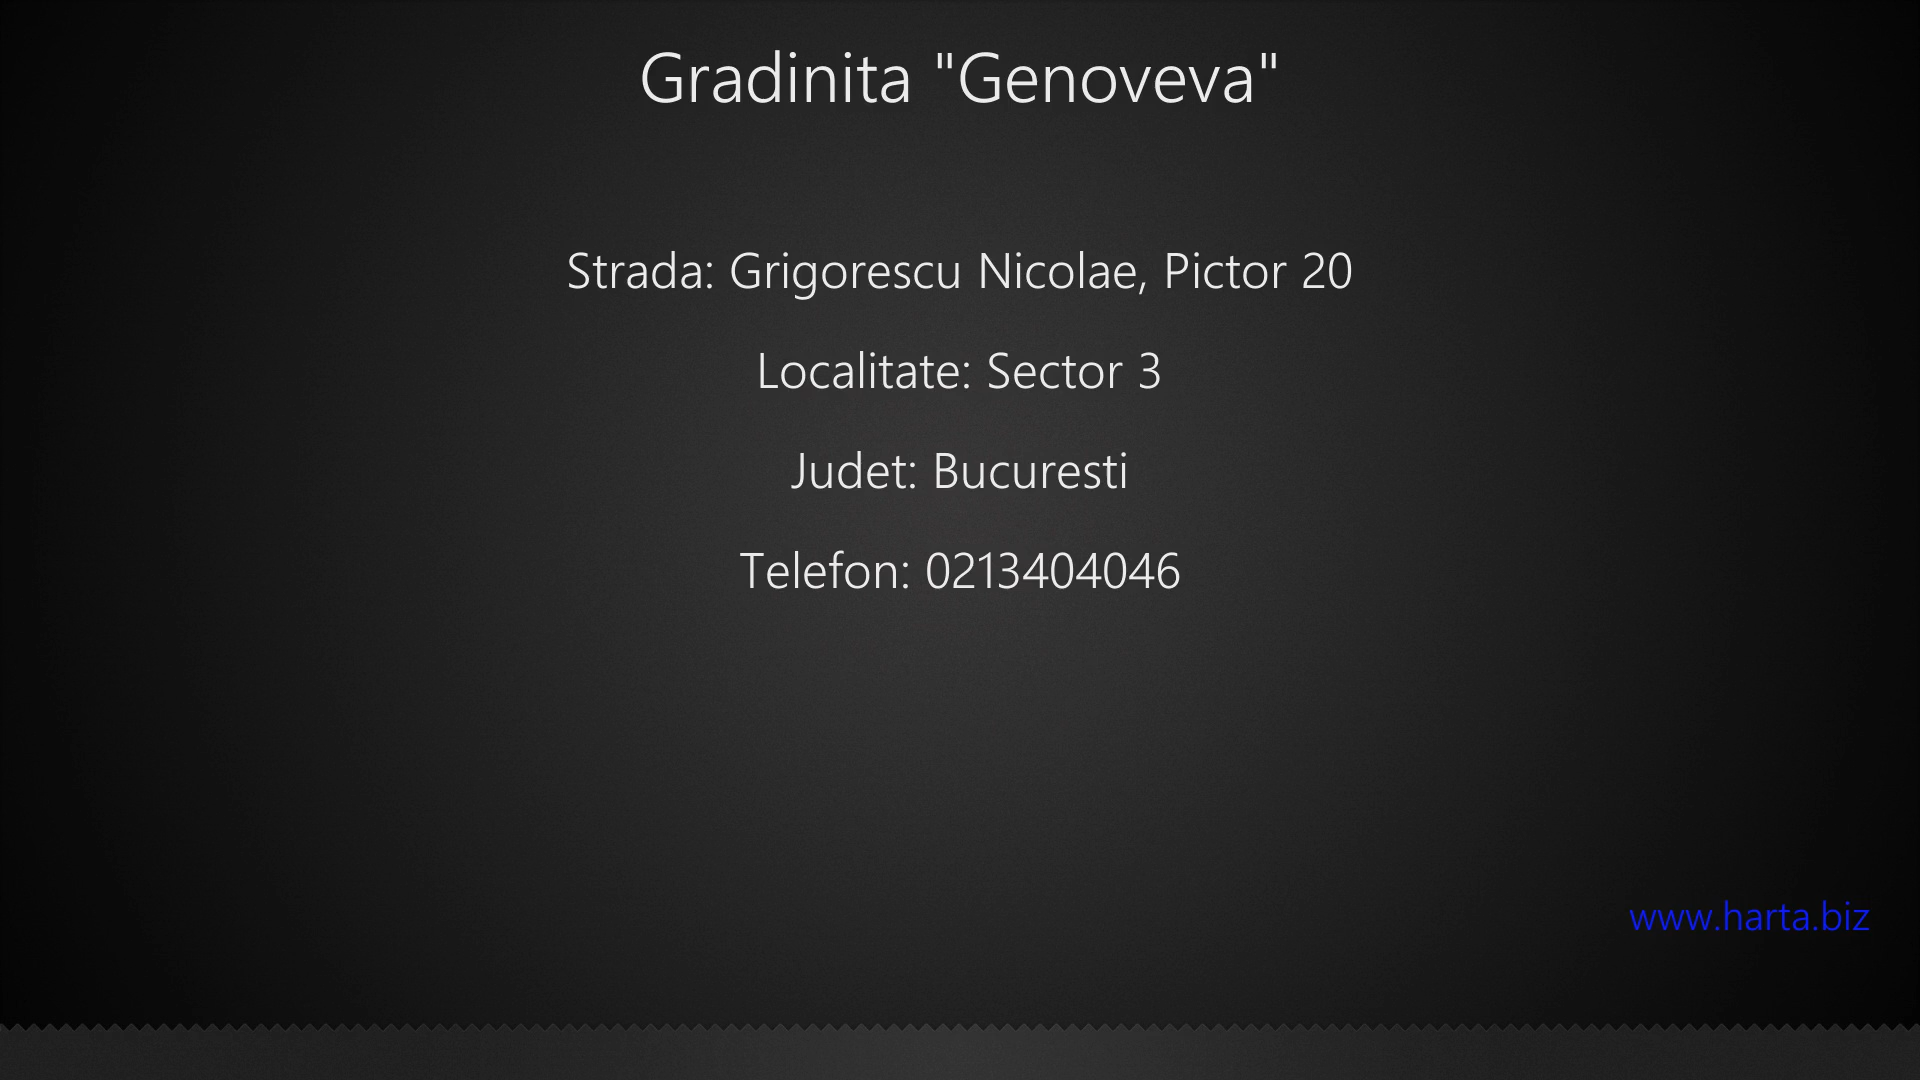 Gradinita "Genoveva"
Strada: Grigorescu Nicolae, Pictor 20
Localitate: Sector 3
Judet: Bucuresti
Telefon: 0213404046
www.harta.biz